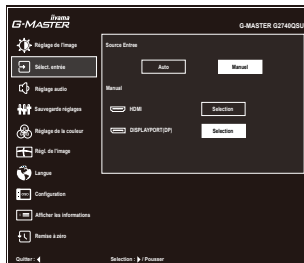 iiyama
G-MASTER
G-MASTER G2740QSU
Réglage de l'image
Sélect. entrée
Réglage audio
Sauvegarde réglages
Réglage de la couleur
Régl. de l'image
Langue
Configuration
Afficher les informations
Remise à zéro
Source Entree
Auto
Manuel
Manuel
HDMI
Selection
DISPLAYPORT(DP)
Selection
Quitter :
Selection : / Pousser